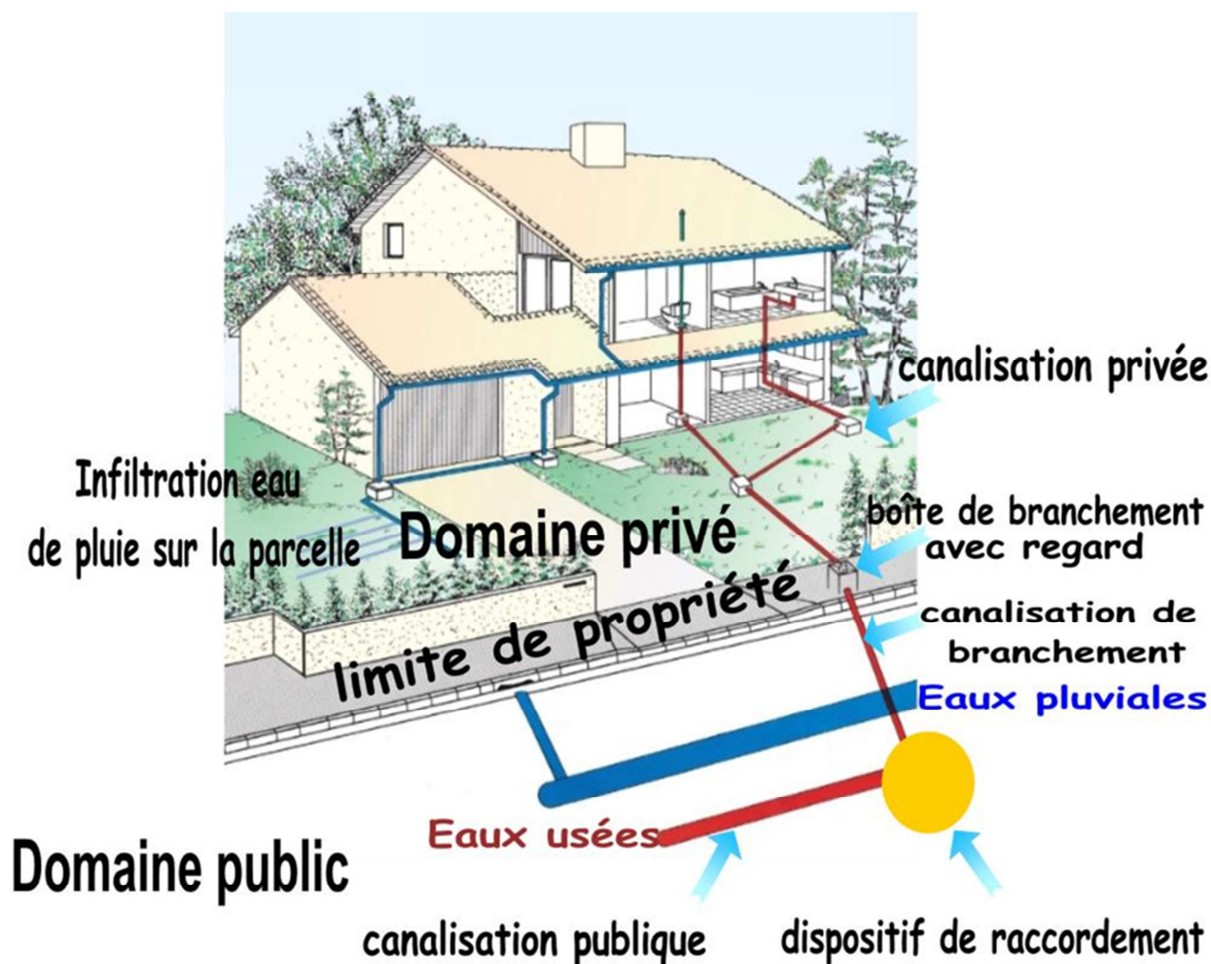 canalisation privée
Infiltration eau
de pluie sur la parcelle
Domaine privé
boîte de branchement
avec regard
limite de propriété
canalisation de
branchement
Eaux pluviales
Eaux usées
Domaine public
canalisation publique
dispositif de raccordement